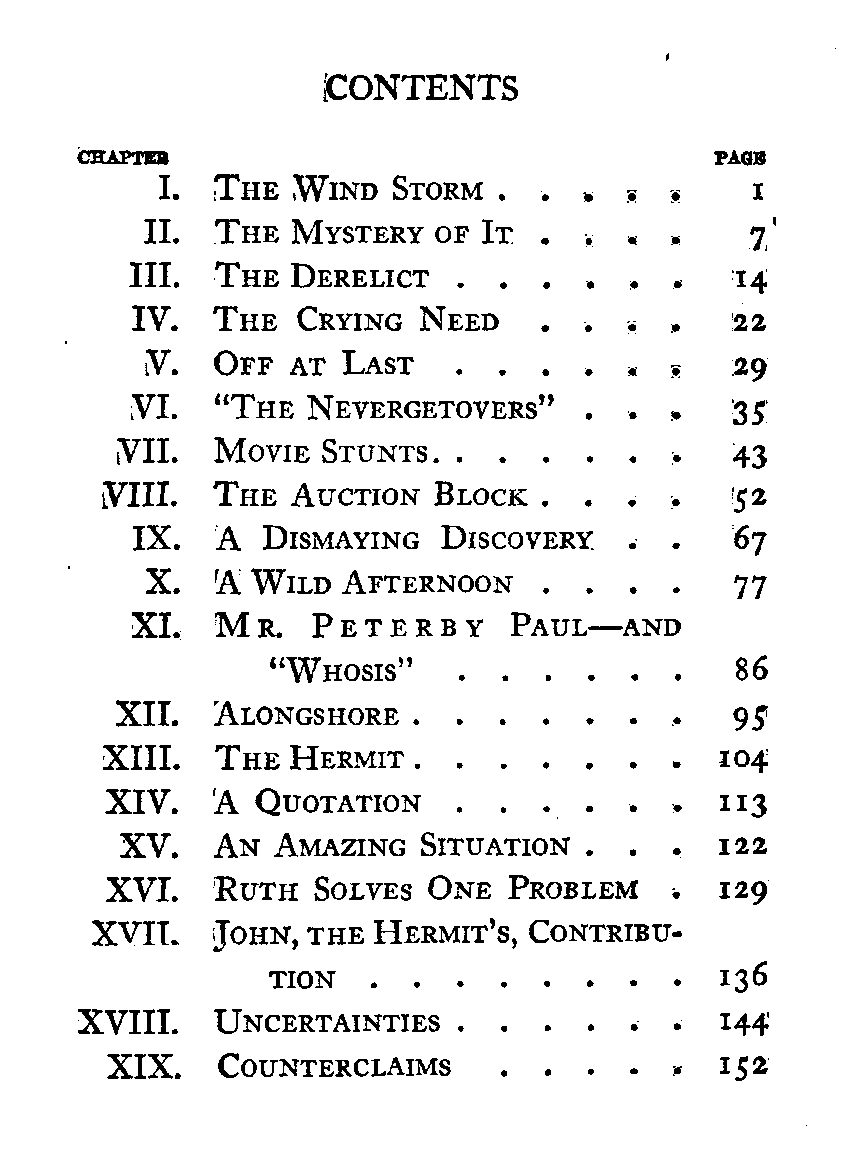 CONTENTS
CHAPTER PAGE
I. THE WIND STORM . . . . . 1
II. THE MYSTERY OF IT . . . . 7
III. THE DERELICT . . . . . . 14
IV. THE CRYING NEED . . . . 22
V. OFF AT LAST . . . . . . 29
VI. “THE NEVERGETOVERS” . . . 35
VII. MOVIE STUNTS. . . . . . . 43
VIII. THE AUCTION BLOCK . . . . 52
IX. A DISMAYING DISCOVERY . . 67
X. A WILD AFTERNOON . . . . 77
XI. MR. PETERBY PAUL—AND
“WHOSIS” . . . . . . 86
XII. ALONGSHORE . . . . . . . 95
XIII. THE HERMIT . . . . . . . 104
XIV. A QUOTATION . . . . . . 113
XV. AN AMAZING SITUATION . . . 122
XVI. RUTH SOLVES ONE PROBLEM . 129
XVII. JOHN, THE HERMIT'S, CONTRIBU-
TION . . . . . . . . 136
XVIII. UNCERTAINTIES . . . . . . 144
XIX. COUNTERCLAIMS . . . . . 152